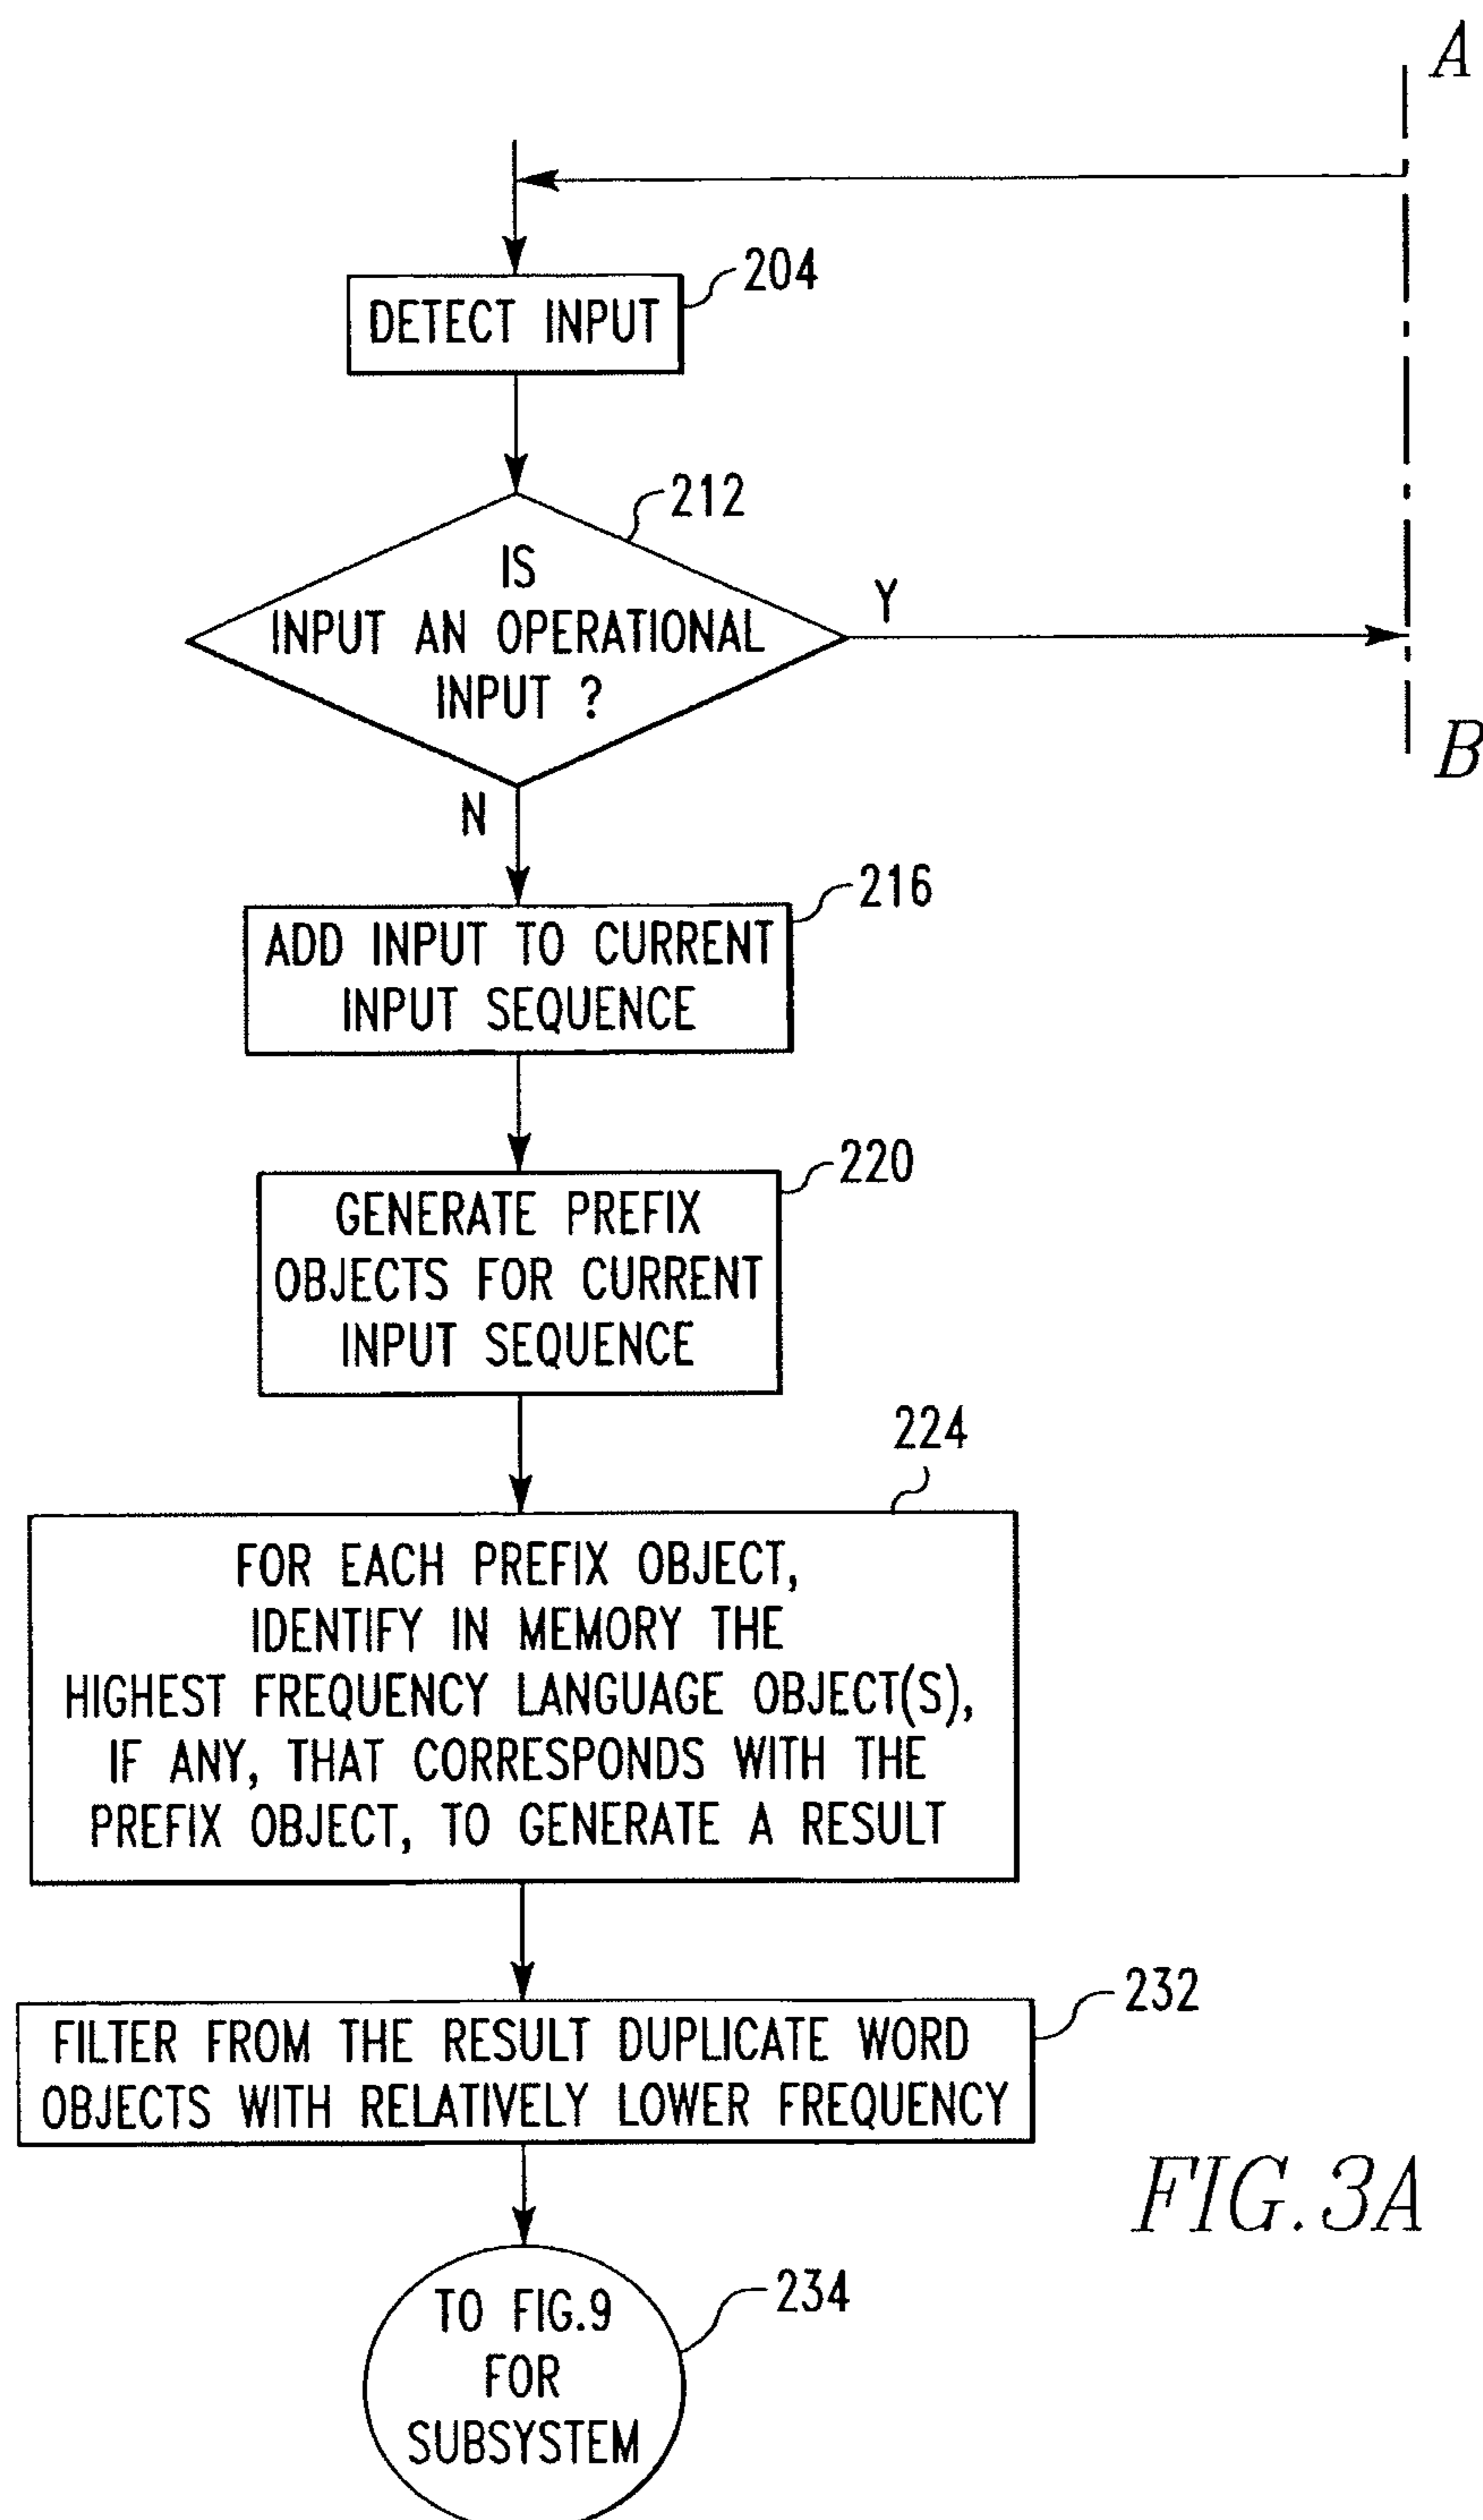 A
204
DETECT INPUT
212
IS
INPUT AN OPERATIONAL
INPUT ?
Y
B
N
216
ADD INPUT TO CURRENT
INPUT SEQUENCE
220
GENERATE PREFIX
OBJECTS FOR CURRENT
INPUT SEQUENCE
224
FOR EACH PREFIX OBJECT,
IDENTIFY IN MEMORY THE
HIGHEST FREQUENCY LANGUAGE OBJECT(S),
IF ANY, THAT CORRESPONDS WITH THE
PREFIX OBJECT, TO GENERATE A RESULT
232
FILTER FROM THE RESULT DUPLICATE WORD
OBJECTS WITH RELATIVELY LOWER FREQUENCY
FIG.3A
234
TO FIG.9
FOR
SUBSYSTEM